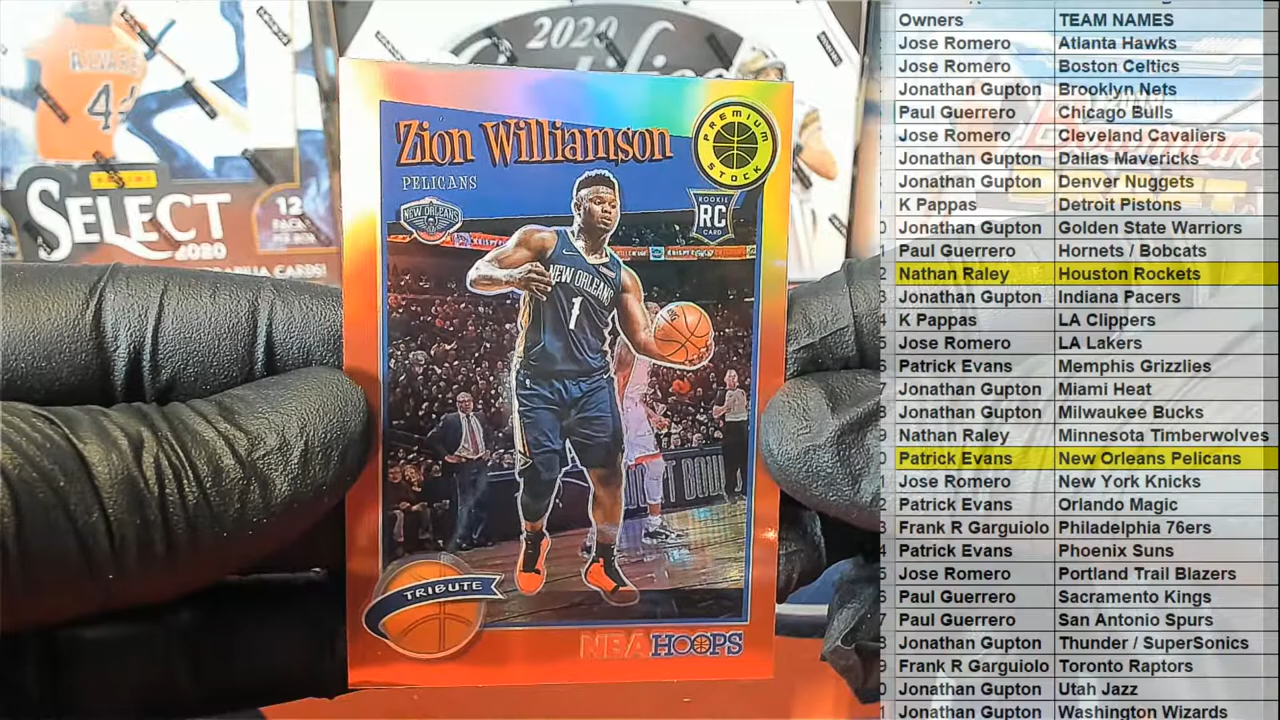 2020
SELECT
2020
12
Zion Williamson
PELICANS
NEW ORLEANS
PREMIUM STOCK
ROOKIE
RC
CARD
NEW ORLEANS
1
TRIBUTE
NBA HOOPS
Owners TEAM NAMES
Jose Romero Atlanta Hawks
Jose Romero Boston Celtics
Jonathan Gupton Brooklyn Nets
Paul Guerrero Chicago Bulls
Jose Romero Cleveland Cavaliers
Jonathan Gupton Dallas Mavericks
Jonathan Gupton Denver Nuggets
K Pappas Detroit Pistons
Jonathan Gupton Golden State Warriors
Paul Guerrero Hornets / Bobcats
Nathan Raley Houston Rockets
Jonathan Gupton Indiana Pacers
K Pappas LA Clippers
Jose Romero LA Lakers
Patrick Evans Memphis Grizzlies
Jonathan Gupton Miami Heat
Jonathan Gupton Milwaukee Bucks
Nathan Raley Minnesota Timberwolves
Patrick Evans New Orleans Pelicans
Jose Romero New York Knicks
Patrick Evans Orlando Magic
Frank R Garguiolo Philadelphia 76ers
Patrick Evans Phoenix Suns
Jose Romero Portland Trail Blazers
Paul Guerrero Sacramento Kings
Paul Guerrero San Antonio Spurs
Jonathan Gupton Thunder / SuperSonics
Frank R Garguiolo Toronto Raptors
Jonathan Gupton Utah Jazz
Jonathan Gupton Washington Wizards